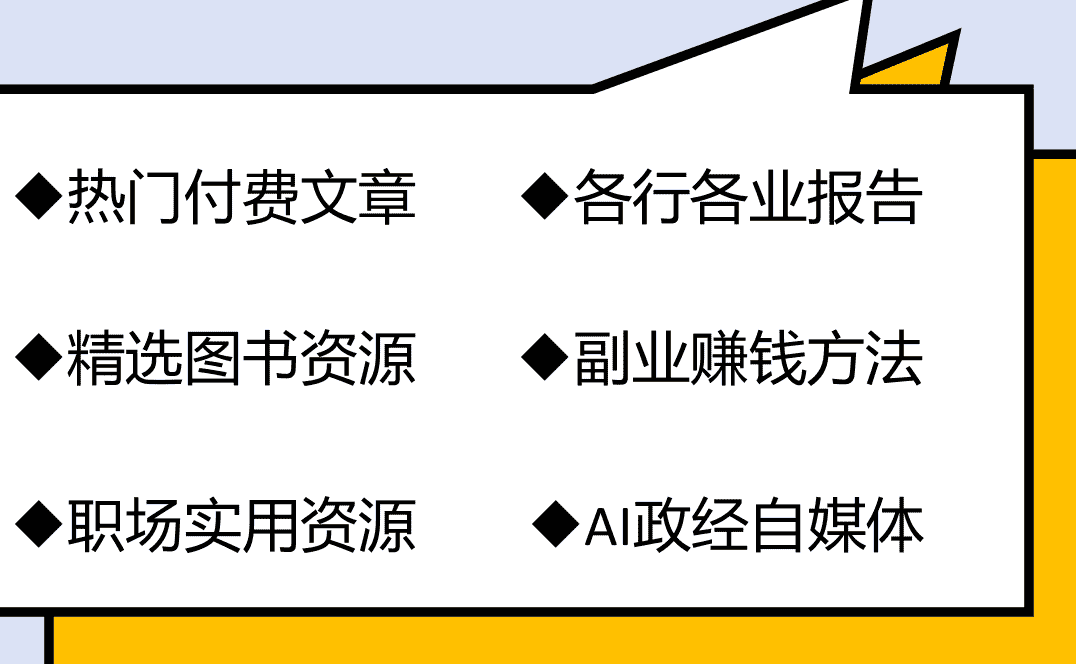 ◆热门付费文章 ◆各行各业报告
◆精选图书资源 ◆副业赚钱方法
◆职场实用资源 ◆AI政经自媒体